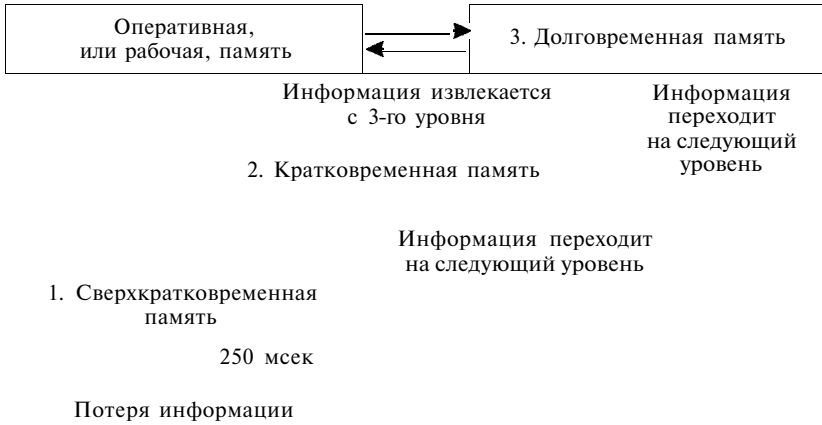 Оперативная,
или рабочая, память
3. Долговременная память
Информация извлекается
с 3-го уровня
Информация
переходит
на следующий
уровень
2. Кратковременная память
Информация переходит
на следующий уровень
1. Сверхкратковременная
память
250 мсек
Потеря информации